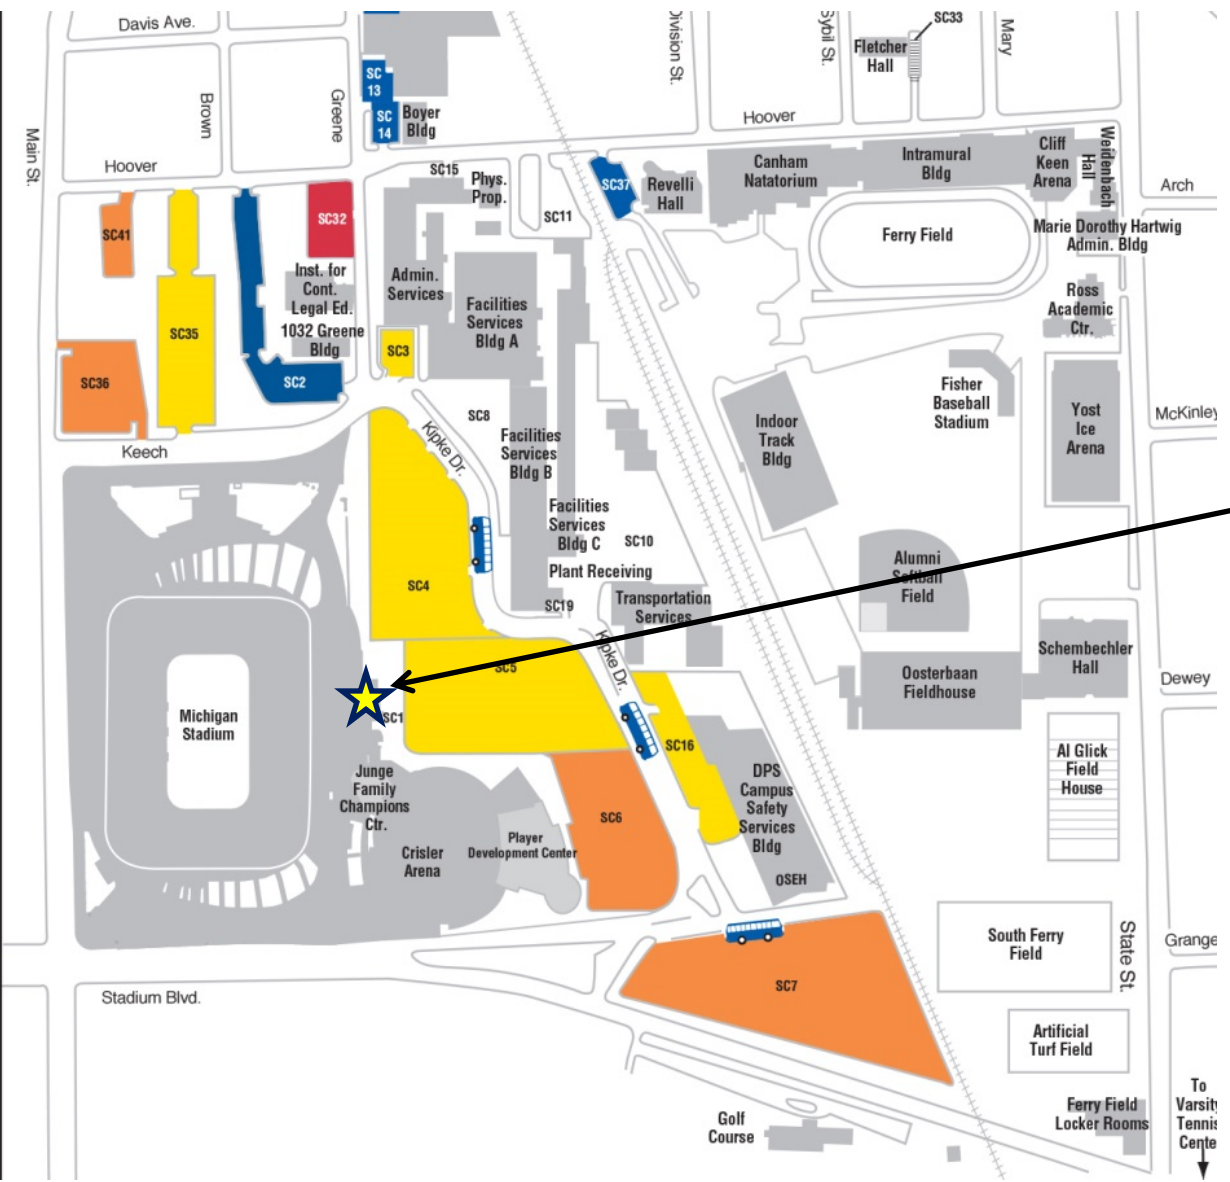 Davis Ave.
SC33
Division St.
Sybil St.
Mary
Fletcher
Hall
SC
13
SC
14
Boyer
Bldg
Brown
Greene
Main St.
Hoover
Hoover
SC15
Phys.
Prop.
SC37
Revelli
Hall
Canham
Natatorium
Intramural
Bldg
Cliff
Keen
Arena
Weidenbach
Hall
Arch
SC41
SC32
SC11
Ferry Field
Marie Dorothy Hartwig
Admin. Bldg
Inst. for
Cont.
Legal Ed.
1032 Greene
Bldg
Admin.
Services
Facilities
Services
Bldg A
Ross
Academic
Ctr.
SC35
SC3
SC36
SC2
SC8
Kipke Dr.
Facilities
Services
Bldg B
Indoor
Track
Bldg
Fisher
Baseball
Stadium
Yost
Ice
Arena
McKinley
Keech
Facilities
Services
Bldg C
SC10
Plant Receiving
SC4
SC19
Transportation
Services
Alumni
Softball
Field
Kipke Dr.
SC5
Schembechler
Hall
Oosterbaan
Fieldhouse
Dewey
Michigan
Stadium
SC1
SC16
Junge
Family
Champions
Ctr.
DPS
Campus
Safety
Services
Bldg
Al Glick
Field
House
SC6
Player
Development Center
Crisler
Arena
OSEH
South Ferry
Field
State St.
Grange
SC7
Stadium Blvd.
Artificial
Turf Field
Golf
Course
Ferry Field
Locker Rooms
To
Varsity
Tennis
Cente